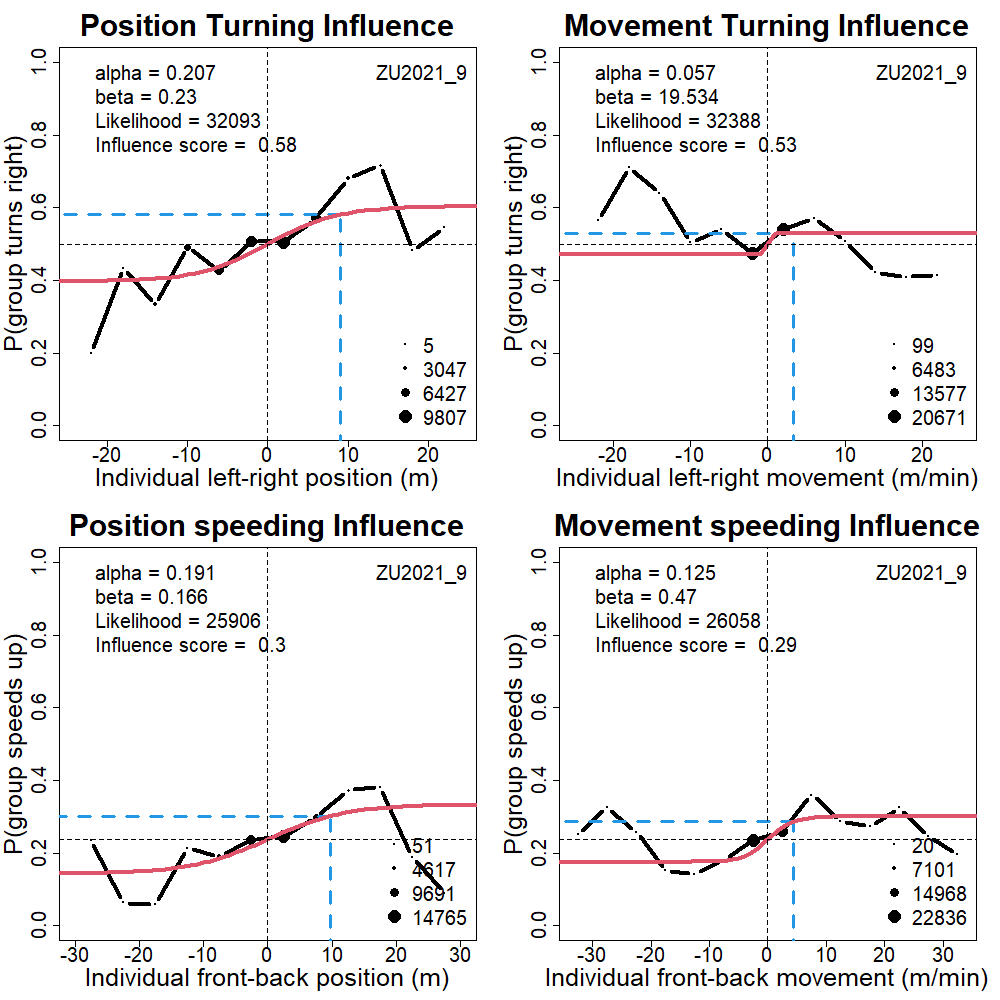 Position Turning Influence
P(group turns right)
1.0
0.8
0.6
0.4
0.2
0.0
alpha = 0.207
beta = 0.23
Likelihood = 32093
Influence score = 0.58
ZU2021_9
5
3047
6427
9807
-20 -10 0 10 20
Individual left-right position (m)
Movement Turning Influence
P(group turns right)
1.0
0.8
0.6
0.4
0.2
0.0
alpha = 0.057
beta = 19.534
Likelihood = 32388
Influence score = 0.53
ZU2021_9
99
6483
13577
20671
-20 -10 0 10 20
Individual left-right movement (m/min)
Position speeding Influence
P(group speeds up)
1.0
0.8
0.6
0.4
0.2
0.0
alpha = 0.191
beta = 0.166
Likelihood = 25906
Influence score = 0.3
ZU2021_9
51
4617
9691
14765
-30 -20 -10 0 10 20 30
Individual front-back position (m)
Movement speeding Influence
P(group speeds up)
1.0
0.8
0.6
0.4
0.2
0.0
alpha = 0.125
beta = 0.47
Likelihood = 26058
Influence score = 0.29
ZU2021_9
20
7101
14968
22836
-30 -20 -10 0 10 20 30
Individual front-back movement (m/min)